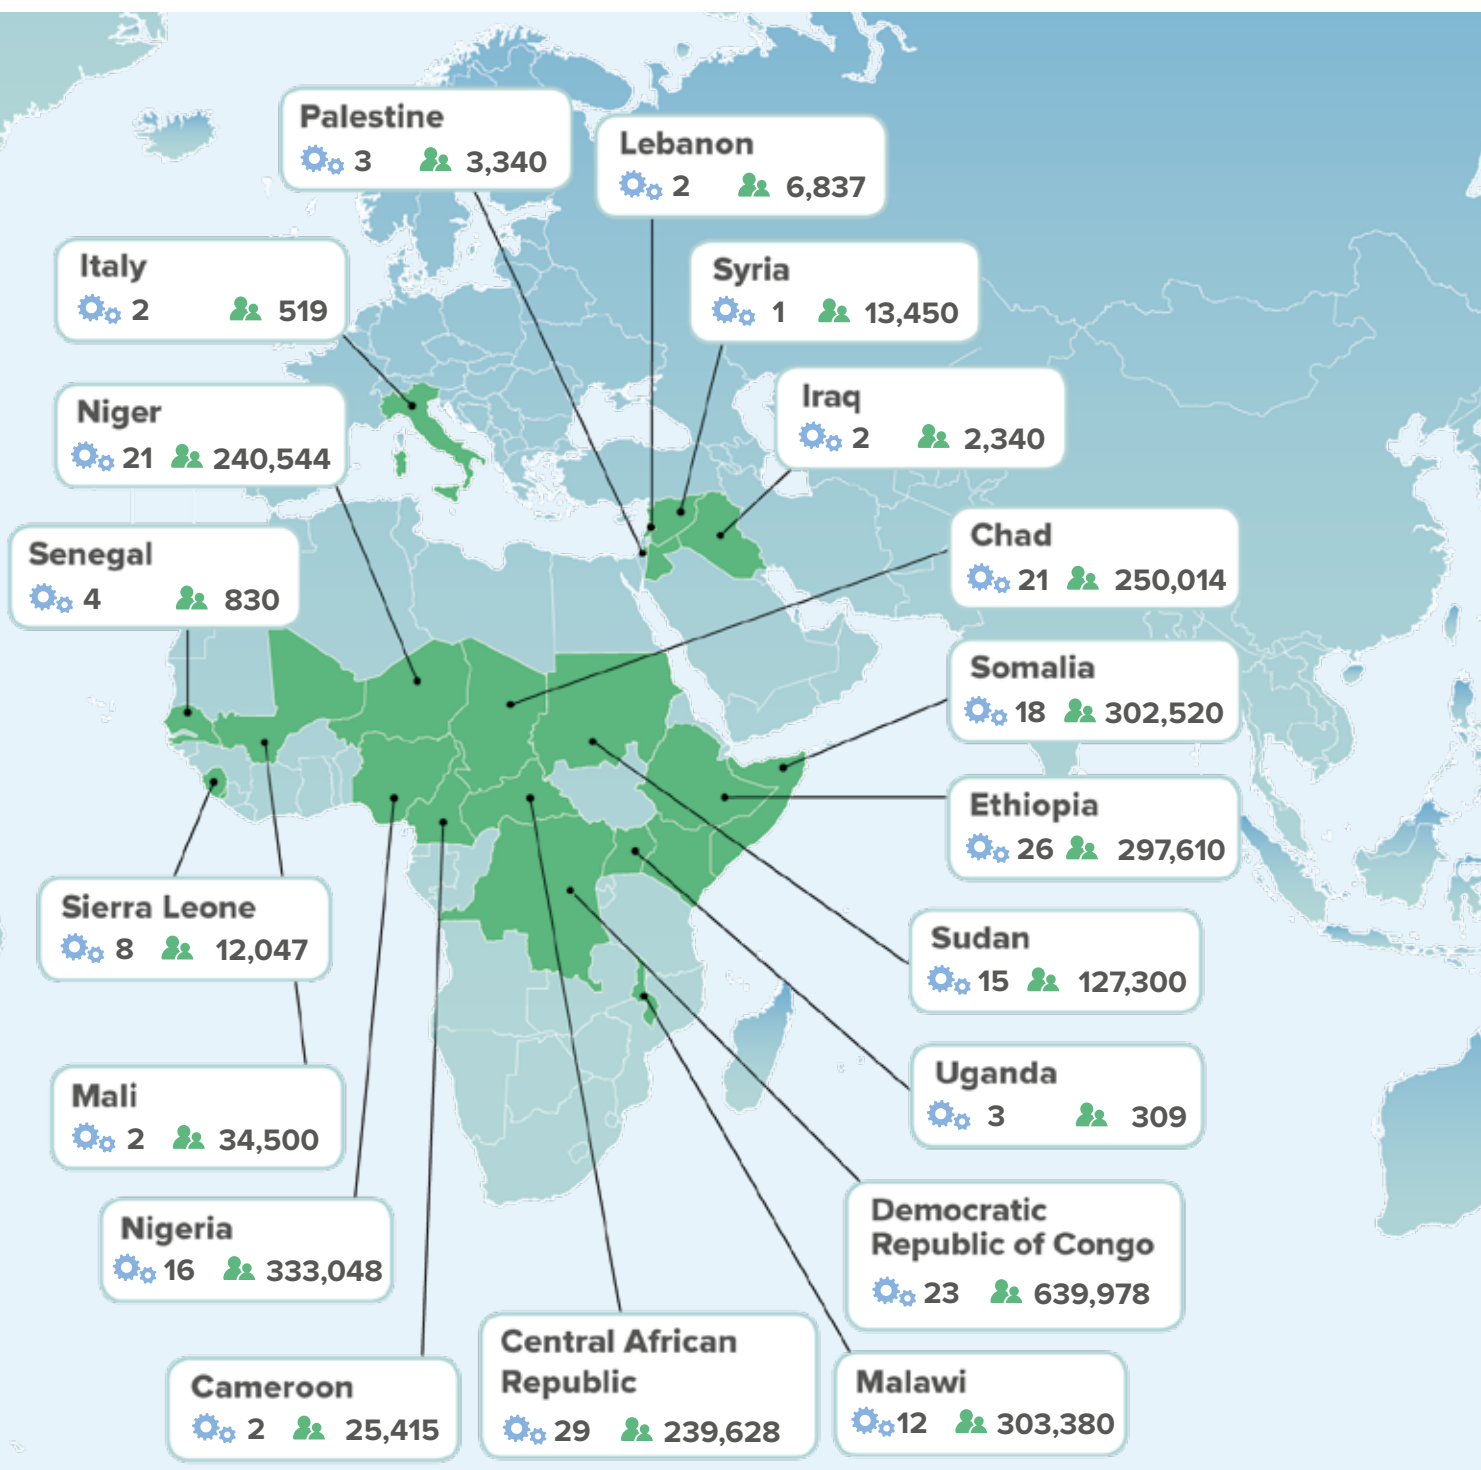 Palestine
3 3,340
Lebanon
2 6,837
Italy
2 519
Syria
1 13,450
Niger
21 240,544
Iraq
2 2,340
Senegal
4 830
Chad
21 250,014
Somalia
18 302,520
Ethiopia
26 297,610
Sierra Leone
8 12,047
Sudan
15 127,300
Mali
2 34,500
Uganda
3 309
Nigeria
16 333,048
Democratic
Republic of Congo
23 639,978
Cameroon
2 25,415
Central African
Republic
29 239,628
Malawi
12 303,380